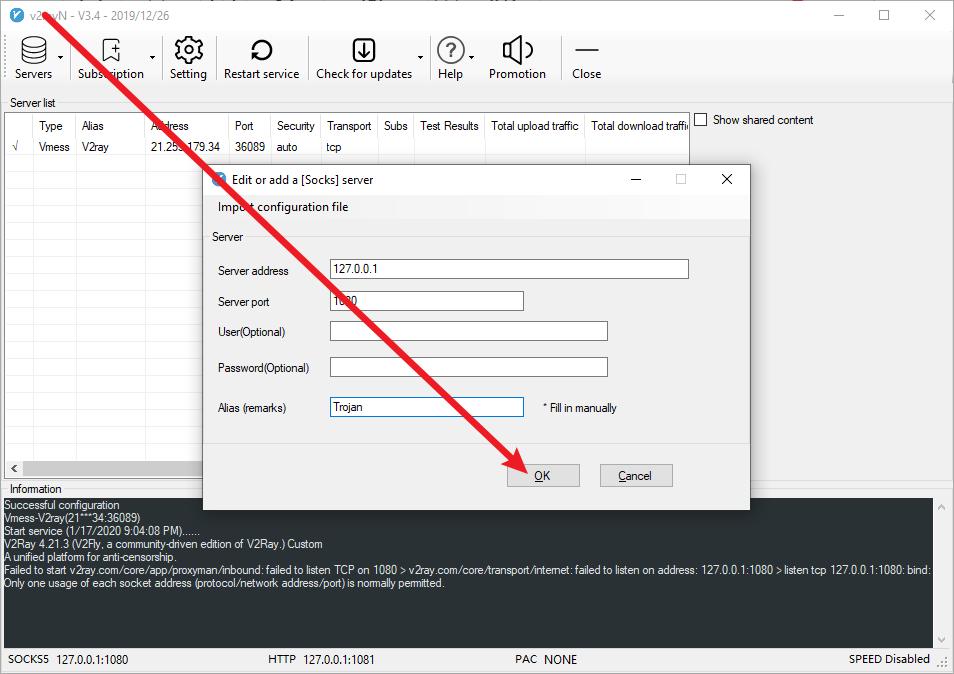 v2rayN - V3.4 - 2019/12/26
Servers
Subscription
Setting
Restart service
Check for updates
Help
Promotion
Close
Server list
Type Alias Address Port Security Transport Subs Test Results Total upload traffic Total download traffi
√ Vmess V2ray 36089 auto tcp
Show shared content
Edit or add a [Socks] server
Import configuration file
Server
Server address 127.0.0.1
Server port 1080
User(Optional)
Password(Optional)
Alias (remarks) Trojan * Fill in manually
OK Cancel
Information
Successful configuration
Vmess-V2ray(21***34:36089)
Start service (1/17/2020 9:04:08 PM)......
V2Ray 4.21.3 (V2Fly, a community-driven edition of V2Ray.) Custom
A unified platform for anti-censorship.
Failed to start v2ray.com/core/app/proxyman/inbound: failed to listen TCP on 1080 > v2ray.com/core/transport/internet: failed to listen on address: 127.0.0.1:1080 > listen tcp 127.0.0.1:1080: bind:
Only one usage of each socket address (protocol/network address/port) is normally permitted.
SOCKS5 127.0.0.1:1080 HTTP 127.0.0.1:1081 PAC NONE SPEED Disabled